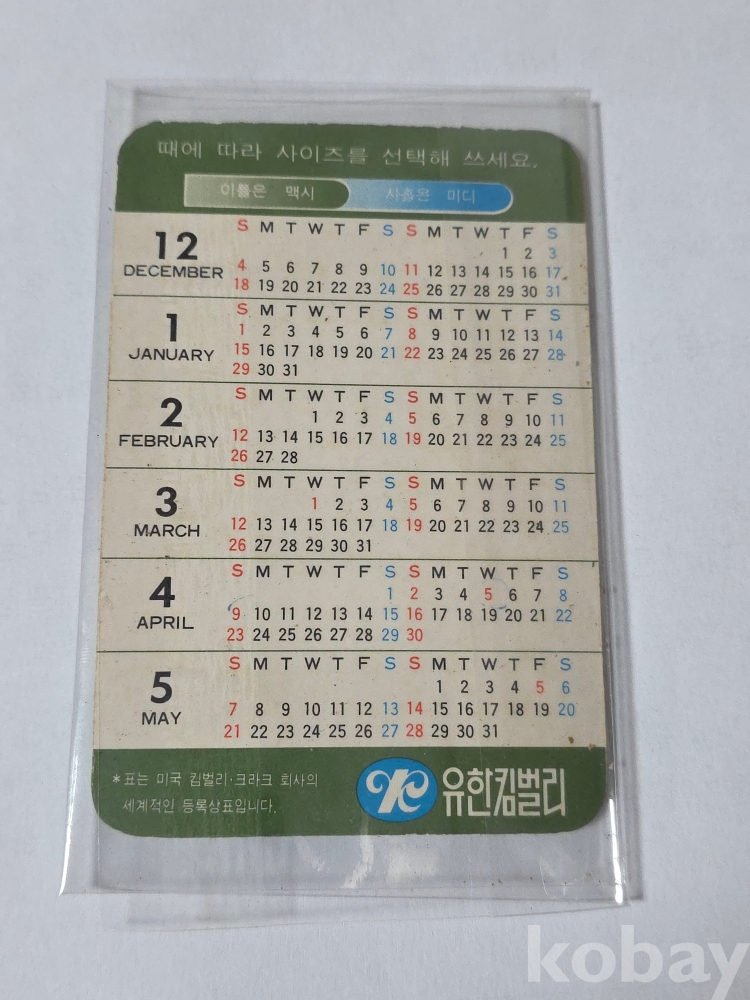 때에 따라 사이즈를 선택해 쓰세요.
이틀은 맥시 사흘은 미디
12
DECEMBER
S M T W T F S S M T W T F S
1 2 3
4 5 6 7 8 9 10 11 12 13 14 15 16 17
18 19 20 21 22 23 24 25 26 27 28 29 30 31
1
JANUARY
S M T W T F S S M T W T F S
1 2 3 4 5 6 7 8 9 10 11 12 13 14
15 16 17 18 19 20 21 22 23 24 25 26 27 28
29 30 31
2
FEBRUARY
S M T W T F S S M T W T F S
1 2 3 4 5 6 7 8 9 10 11
12 13 14 15 16 17 18 19 20 21 22 23 24 25
26 27 28
3
MARCH
S M T W T F S S M T W T F S
1 2 3 4 5 6 7 8 9 10 11
12 13 14 15 16 17 18 19 20 21 22 23 24 25
26 27 28 29 30 31
4
APRIL
S M T W T F S S M T W T F S
1 2 3 4 5 6 7 8
9 10 11 12 13 14 15 16 17 18 19 20 21 22
23 24 25 26 27 28 29 30
5
MAY
S M T W T F S S M T W T F S
1 2 3 4 5 6
7 8 9 10 11 12 13 14 15 16 17 18 19 20
21 22 23 24 25 26 27 28 29 30 31
*표는 미국 킴벌리·크라크 회사의
세계적인 등록상표입니다.
유한킴벌리
kobay